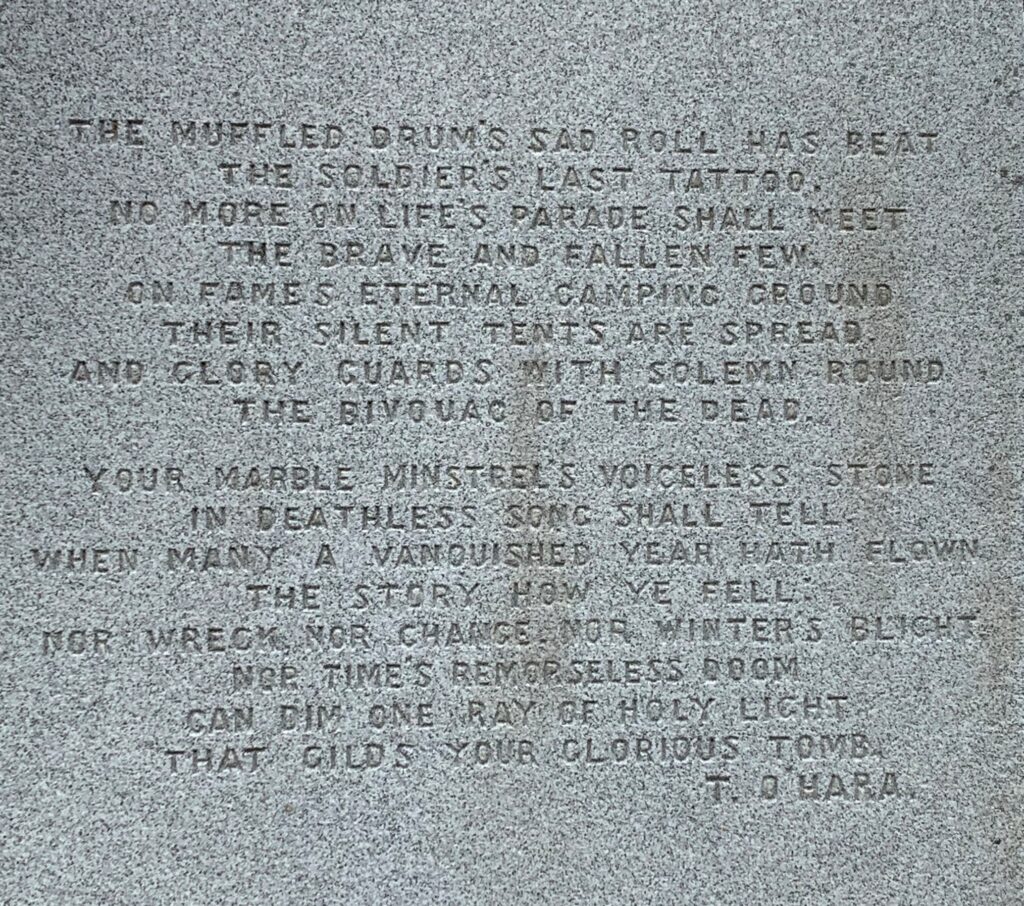 THE MUFFLED DRUM'S SAD ROLL HAS BEAT
THE SOLDIER'S LAST TATTOO.
NO MORE ON LIFE'S PARADE SHALL MEET
THE BRAVE AND FALLEN FEW.
ON FAME'S ETERNAL CAMPING GROUND
THEIR SILENT TENTS ARE SPREAD.
AND GLORY GUARDS WITH SOLEMN ROUND
THE BIVOUAC OF THE DEAD.
YOUR MARBLE MINSTREL'S VOICELESS STONE
IN DEATHLESS SONG SHALL TELL.
WHEN MANY A VANQUISHED YEAR HATH FLOWN
THE STORY HOW YE FELL:
NOR WRECK, NOR CHANGE, NOR WINTER'S BLIGHT,
NOR TIME'S REMORSELESS DOOM
CAN DIM ONE RAY OF HOLY LIGHT
THAT GILDS YOUR GLORIOUS TOMB.
T. O'HARA.